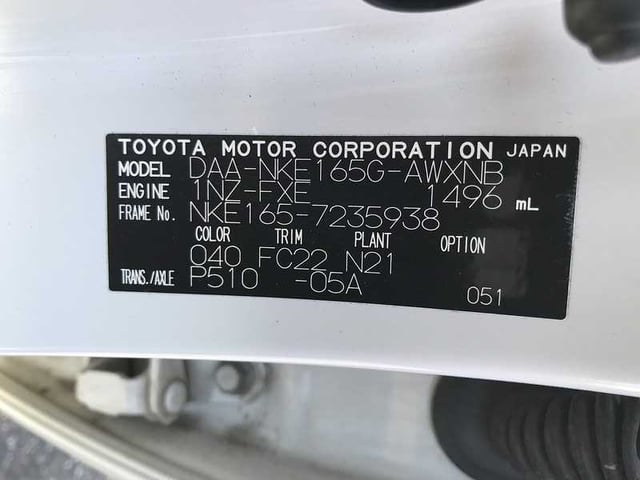 TOYOTA MOTOR CORPORATION JAPAN
MODEL DAA-NKE165G-AWXNB
ENGINE 1NZ-FXE 1496 mL
FRAME No. NKE165-7235938
COLOR TRIM PLANT OPTION
040 FC22 N21
TRANS./AXLE P510 -05A
051